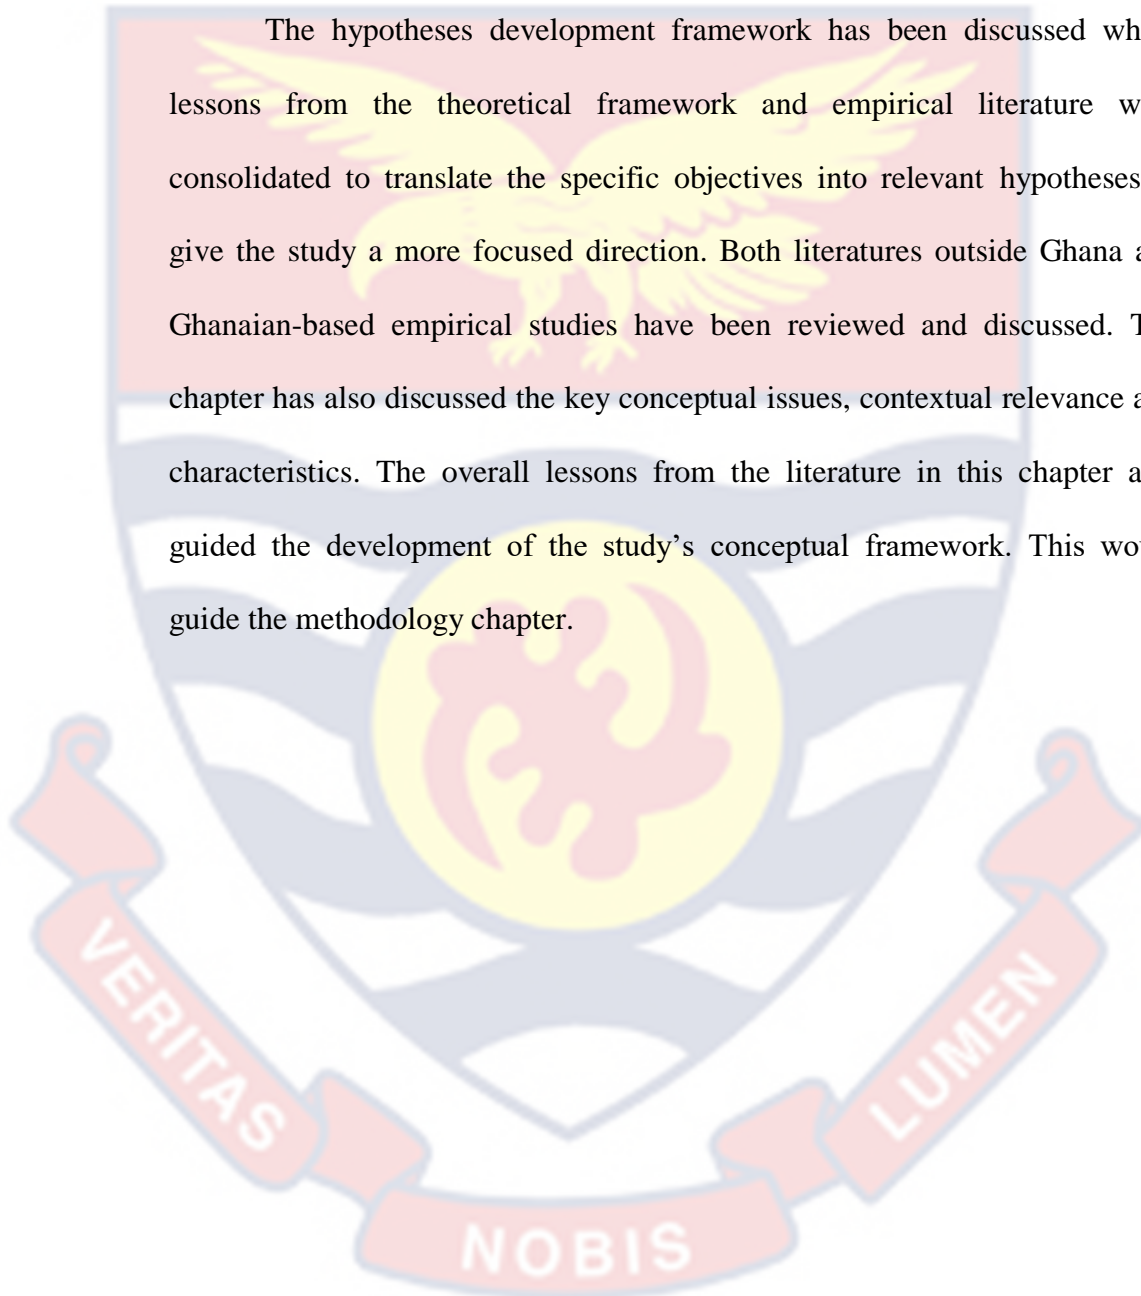 The hypotheses development framework has been discussed wh
lessons from the theoretical framework and empirical literature w
consolidated to translate the specific objectives into relevant hypotheses
give the study a more focused direction. Both literatures outside Ghana a
Ghanaian-based empirical studies have been reviewed and discussed. T
chapter has also discussed the key conceptual issues, contextual relevance a
characteristics. The overall lessons from the literature in this chapter a
guided the development of the study’s conceptual framework. This wo
guide the methodology chapter.
VERITAS
NOBIS
LUMEN